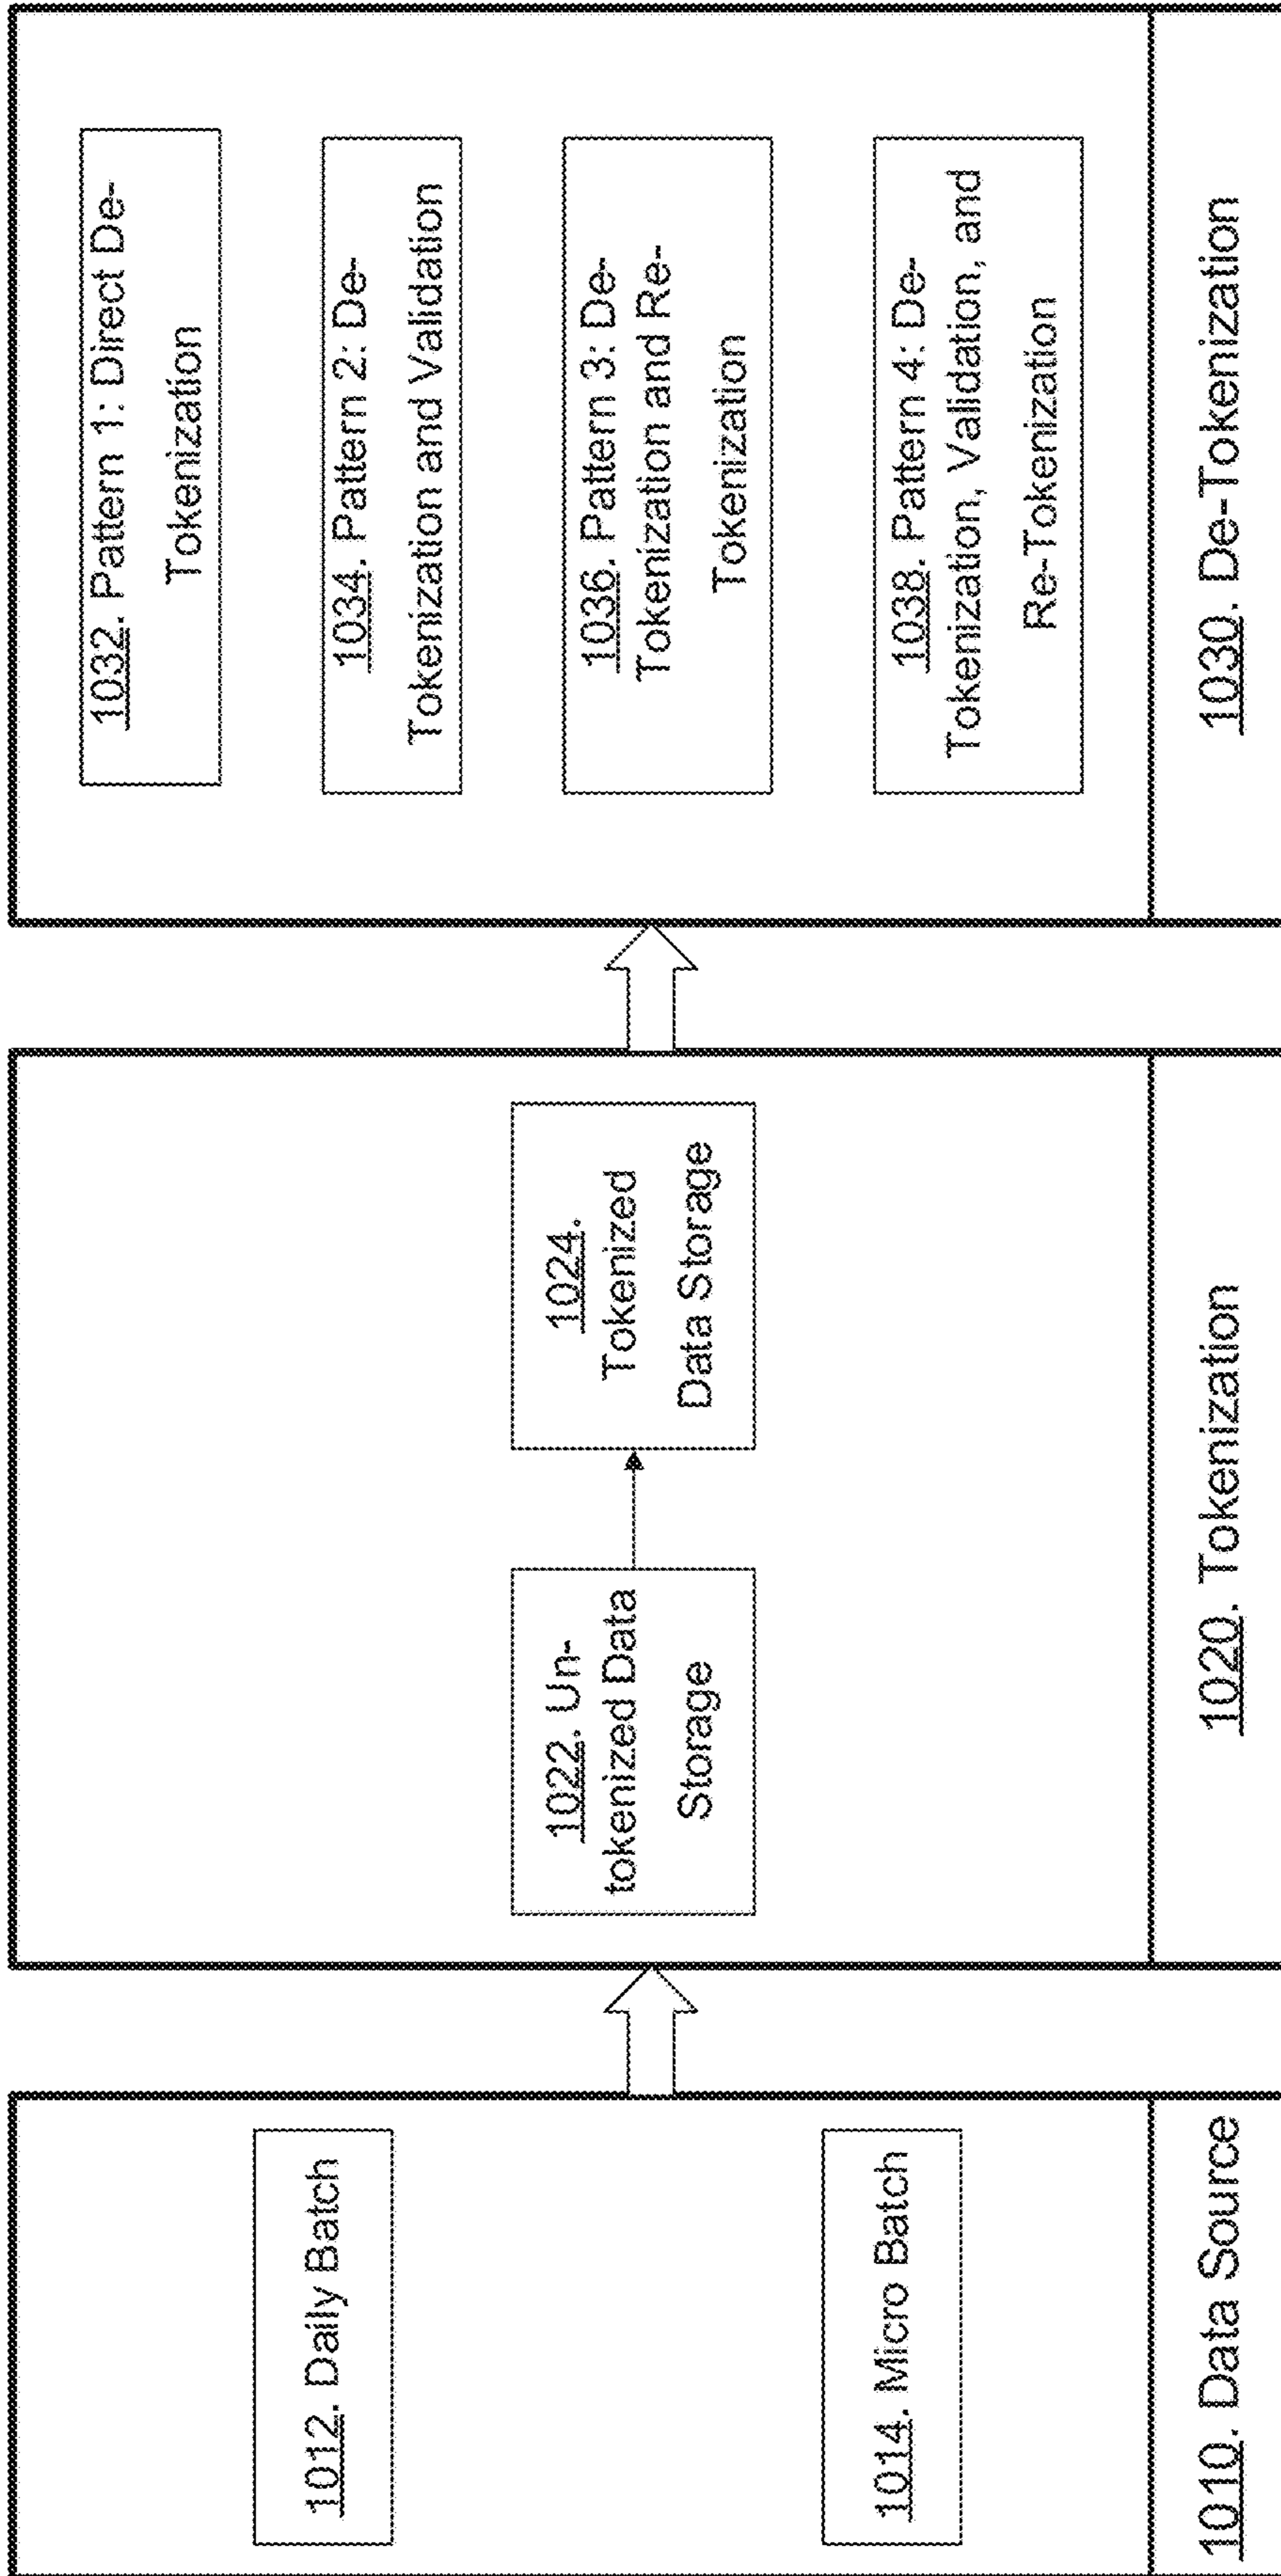 1012. Daily Batch
1014. Micro Batch
1010. Data Source
1022. Un-
tokenized Data
Storage
1024.
Tokenized
Data Storage
1020. Tokenization
1032. Pattern 1: Direct De-
Tokenization
1034. Pattern 2: De-
Tokenization and Validation
1036. Pattern 3: De-
Tokenization and Re-
Tokenization
1038. Pattern 4: De-
Tokenization, Validation, and
Re-Tokenization
1030. De-Tokenization